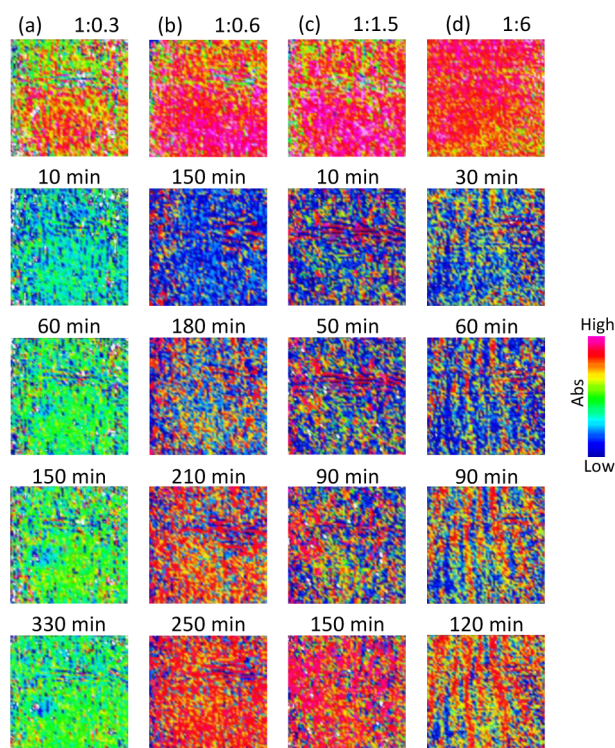 (a) 1:0.3 (b) 1:0.6 (c) 1:1.5 (d) 1:6
10 min 150 min 10 min 30 min
60 min 180 min 50 min 60 min
High
Abs
Low
150 min 210 min 90 min 90 min
330 min 250 min 150 min 120 min